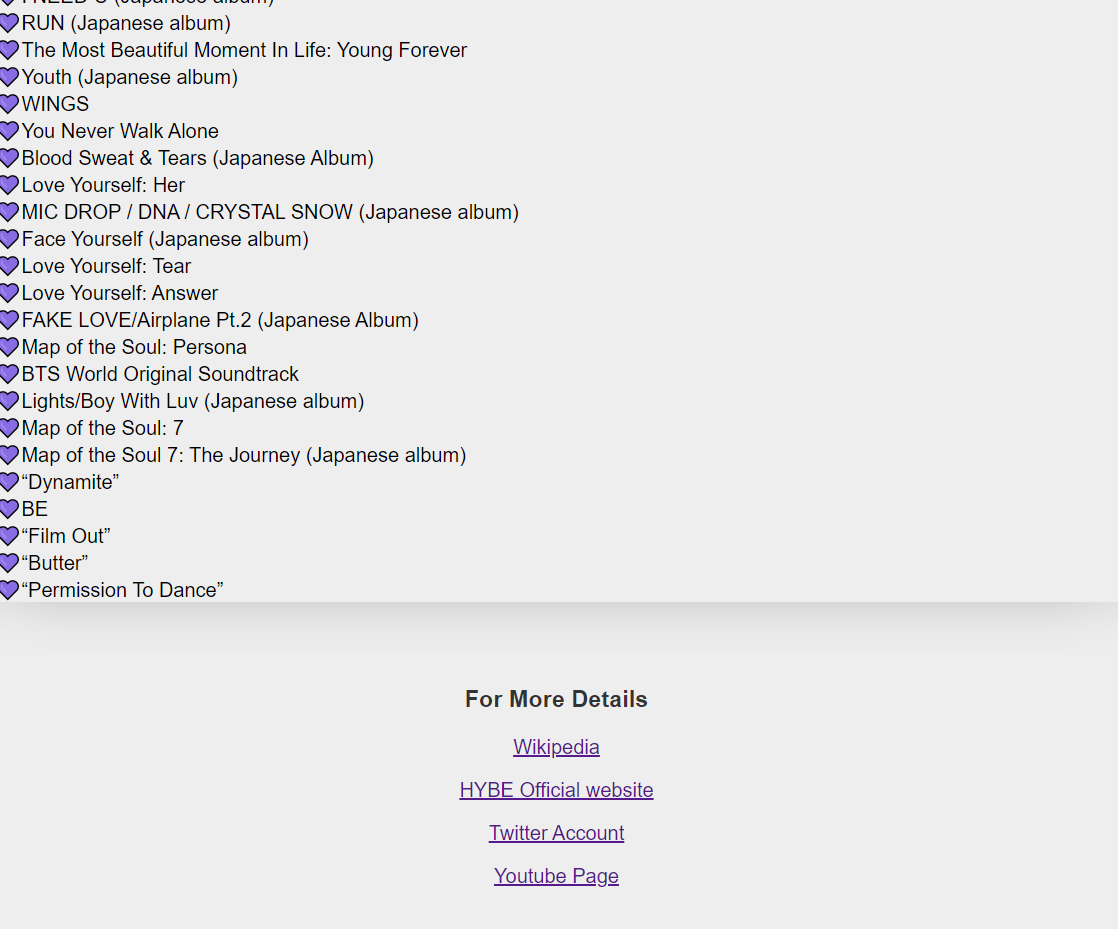 I NEED U (Japanese album)
💜RUN (Japanese album)
💜The Most Beautiful Moment In Life: Young Forever
💜Youth (Japanese album)
💜WINGS
💜You Never Walk Alone
💜Blood Sweat & Tears (Japanese Album)
💜Love Yourself: Her
💜MIC DROP / DNA / CRYSTAL SNOW (Japanese album)
💜Face Yourself (Japanese album)
💜Love Yourself: Tear
💜Love Yourself: Answer
💜FAKE LOVE/Airplane Pt.2 (Japanese Album)
💜Map of the Soul: Persona
💜BTS World Original Soundtrack
💜Lights/Boy With Luv (Japanese album)
💜Map of the Soul: 7
💜Map of the Soul 7: The Journey (Japanese album)
💜“Dynamite”
💜BE
💜“Film Out”
💜“Butter”
💜“Permission To Dance”
For More Details
Wikipedia
HYBE Official website
Twitter Account
Youtube Page